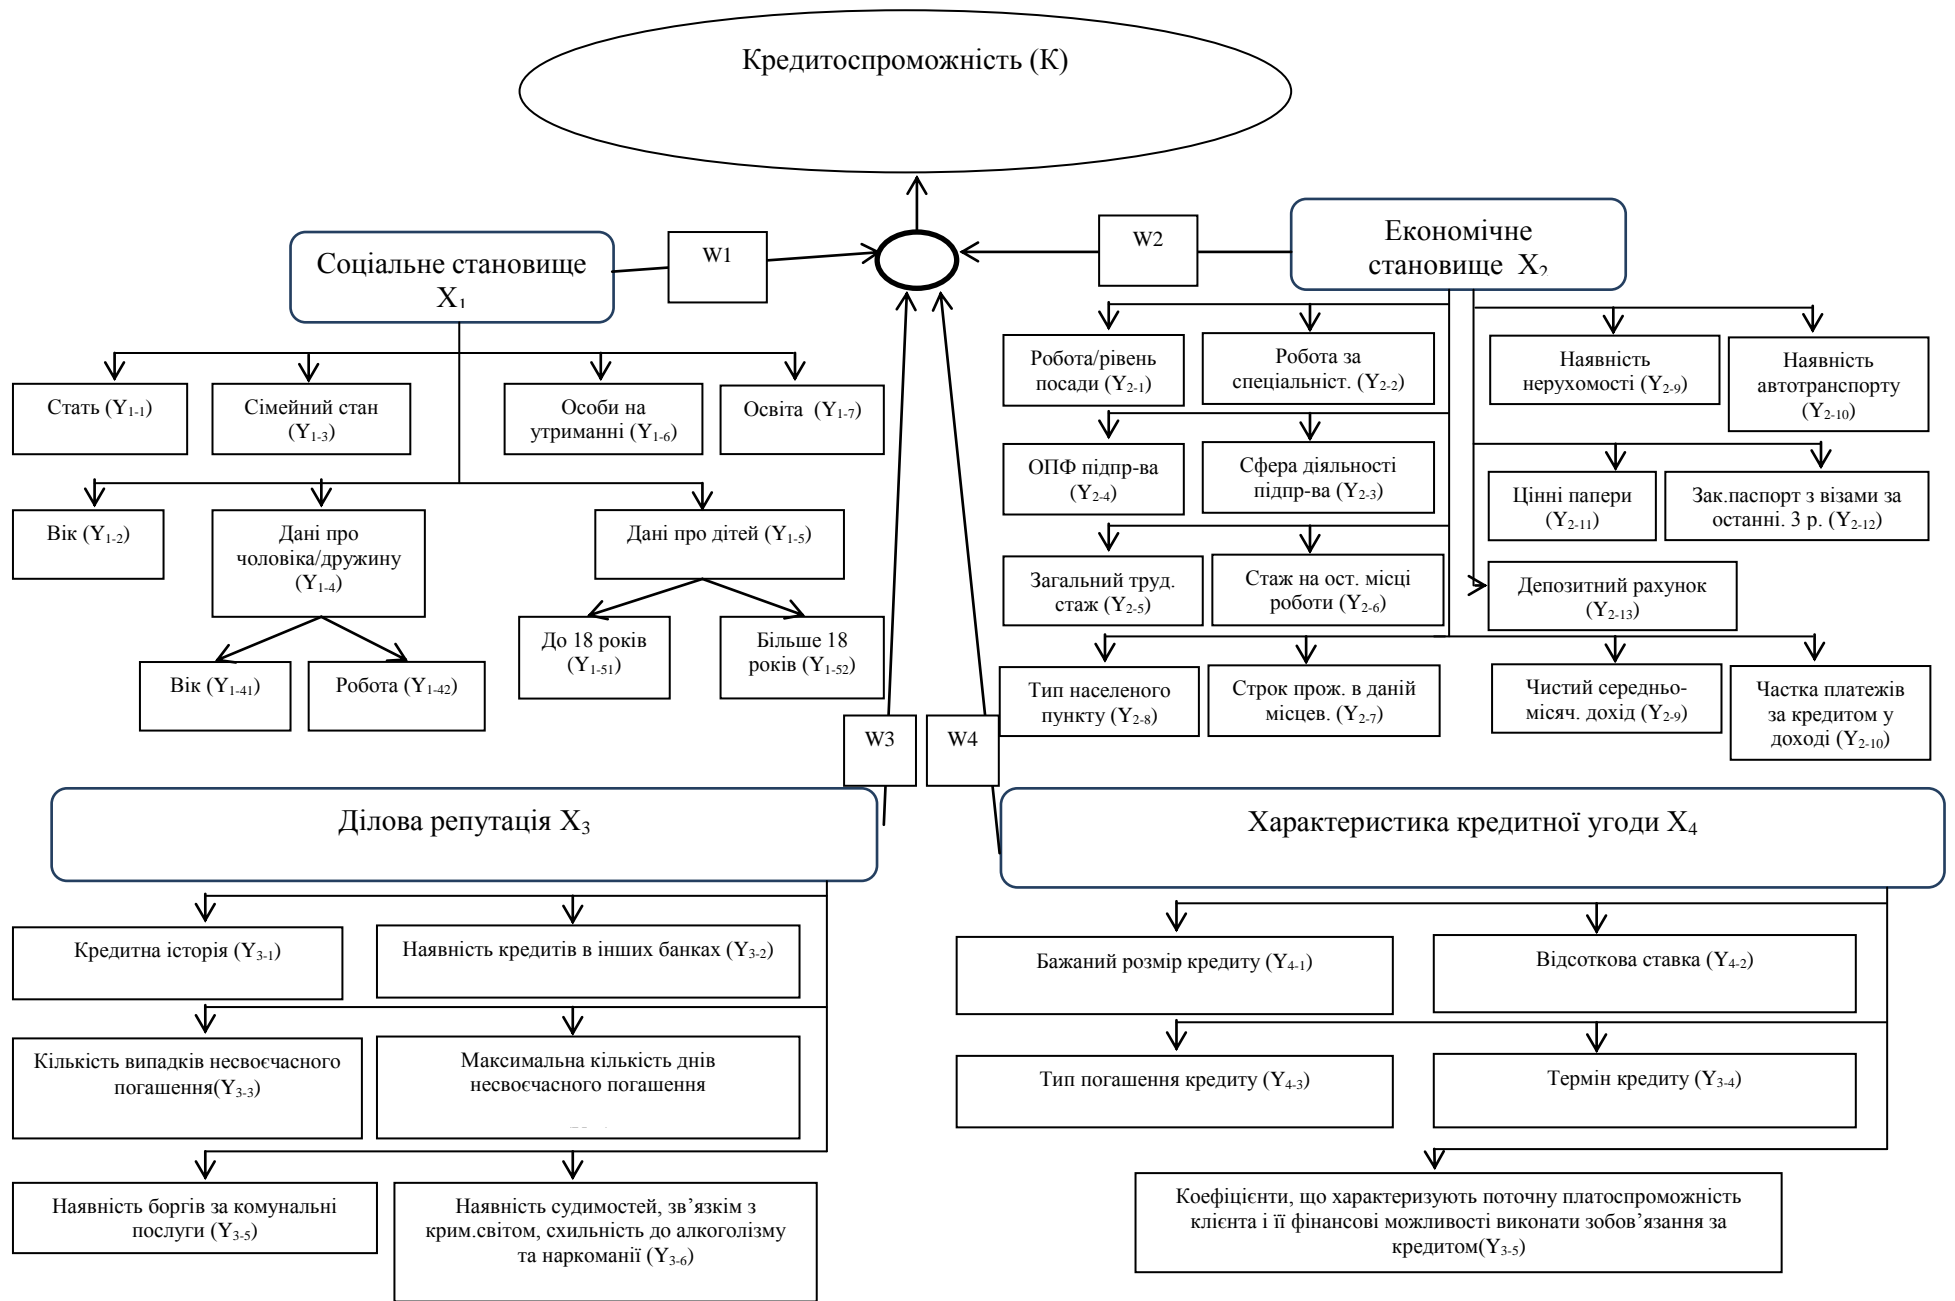 Кредитоспроможність (К)
W1
W2
Соціальне становище
X₁
Економічне
становище X₂
Стать (Y₁₋₁)
Сімейний стан
(Y₁₋₃)
Особи на
утриманні (Y₁₋₆)
Освіта (Y₁₋₇)
Вік (Y₁₋₂)
Дані про
чоловіка/дружину
(Y₁₋₄)
Дані про дітей (Y₁₋₅)
Вік (Y₁₋₄₁)
Робота (Y₁₋₄₂)
До 18 років
(Y₁₋₅₁)
Більше 18
років (Y₁₋₅₂)
Робота/рівень
посади (Y₂₋₁)
Робота за
спеціальніст. (Y₂₋₂)
Наявність
нерухомості (Y₂₋₉)
Наявність
автотранспорту
(Y₂₋₁₀)
ОПФ підпр-ва
(Y₂₋₄)
Сфера діяльності
підпр-ва (Y₂₋₃)
Цінні папери
(Y₂₋₁₁)
Зак.паспорт з візами за
останні. 3 р. (Y₂₋₁₂)
Загальний труд.
стаж (Y₂₋₅)
Стаж на ост. місці
роботи (Y₂₋₆)
Депозитний рахунок
(Y₂₋₁₃)
Тип населеного
пункту (Y₂₋₈)
Строк прож. в даній
місцев. (Y₂₋₇)
Чистий середньо-
місяч. дохід (Y₂₋₉)
Частка платежів
за кредитом у
доході (Y₂₋₁₀)
W3
W4
Ділова репутація X₃
Характеристика кредитної угоди X₄
Кредитна історія (Y₃₋₁)
Наявність кредитів в інших банках (Y₃₋₂)
Кількість випадків несвоєчасного
погашення(Y₃₋₃)
Максимальна кількість днів
несвоєчасного погашення
Наявність боргів за комунальні
послуги (Y₃₋₅)
Наявність судимостей, зв’язкім з
крим.світом, схильність до алкоголізму
та наркоманії (Y₃₋₆)
Бажаний розмір кредиту (Y₄₋₁)
Відсоткова ставка (Y₄₋₂)
Тип погашення кредиту (Y₄₋₃)
Термін кредиту (Y₃₋₄)
Коефіцієнти, що характеризують поточну платоспроможність
клієнта і її фінансові можливості виконати зобов’язання за
кредитом(Y₃₋₅)